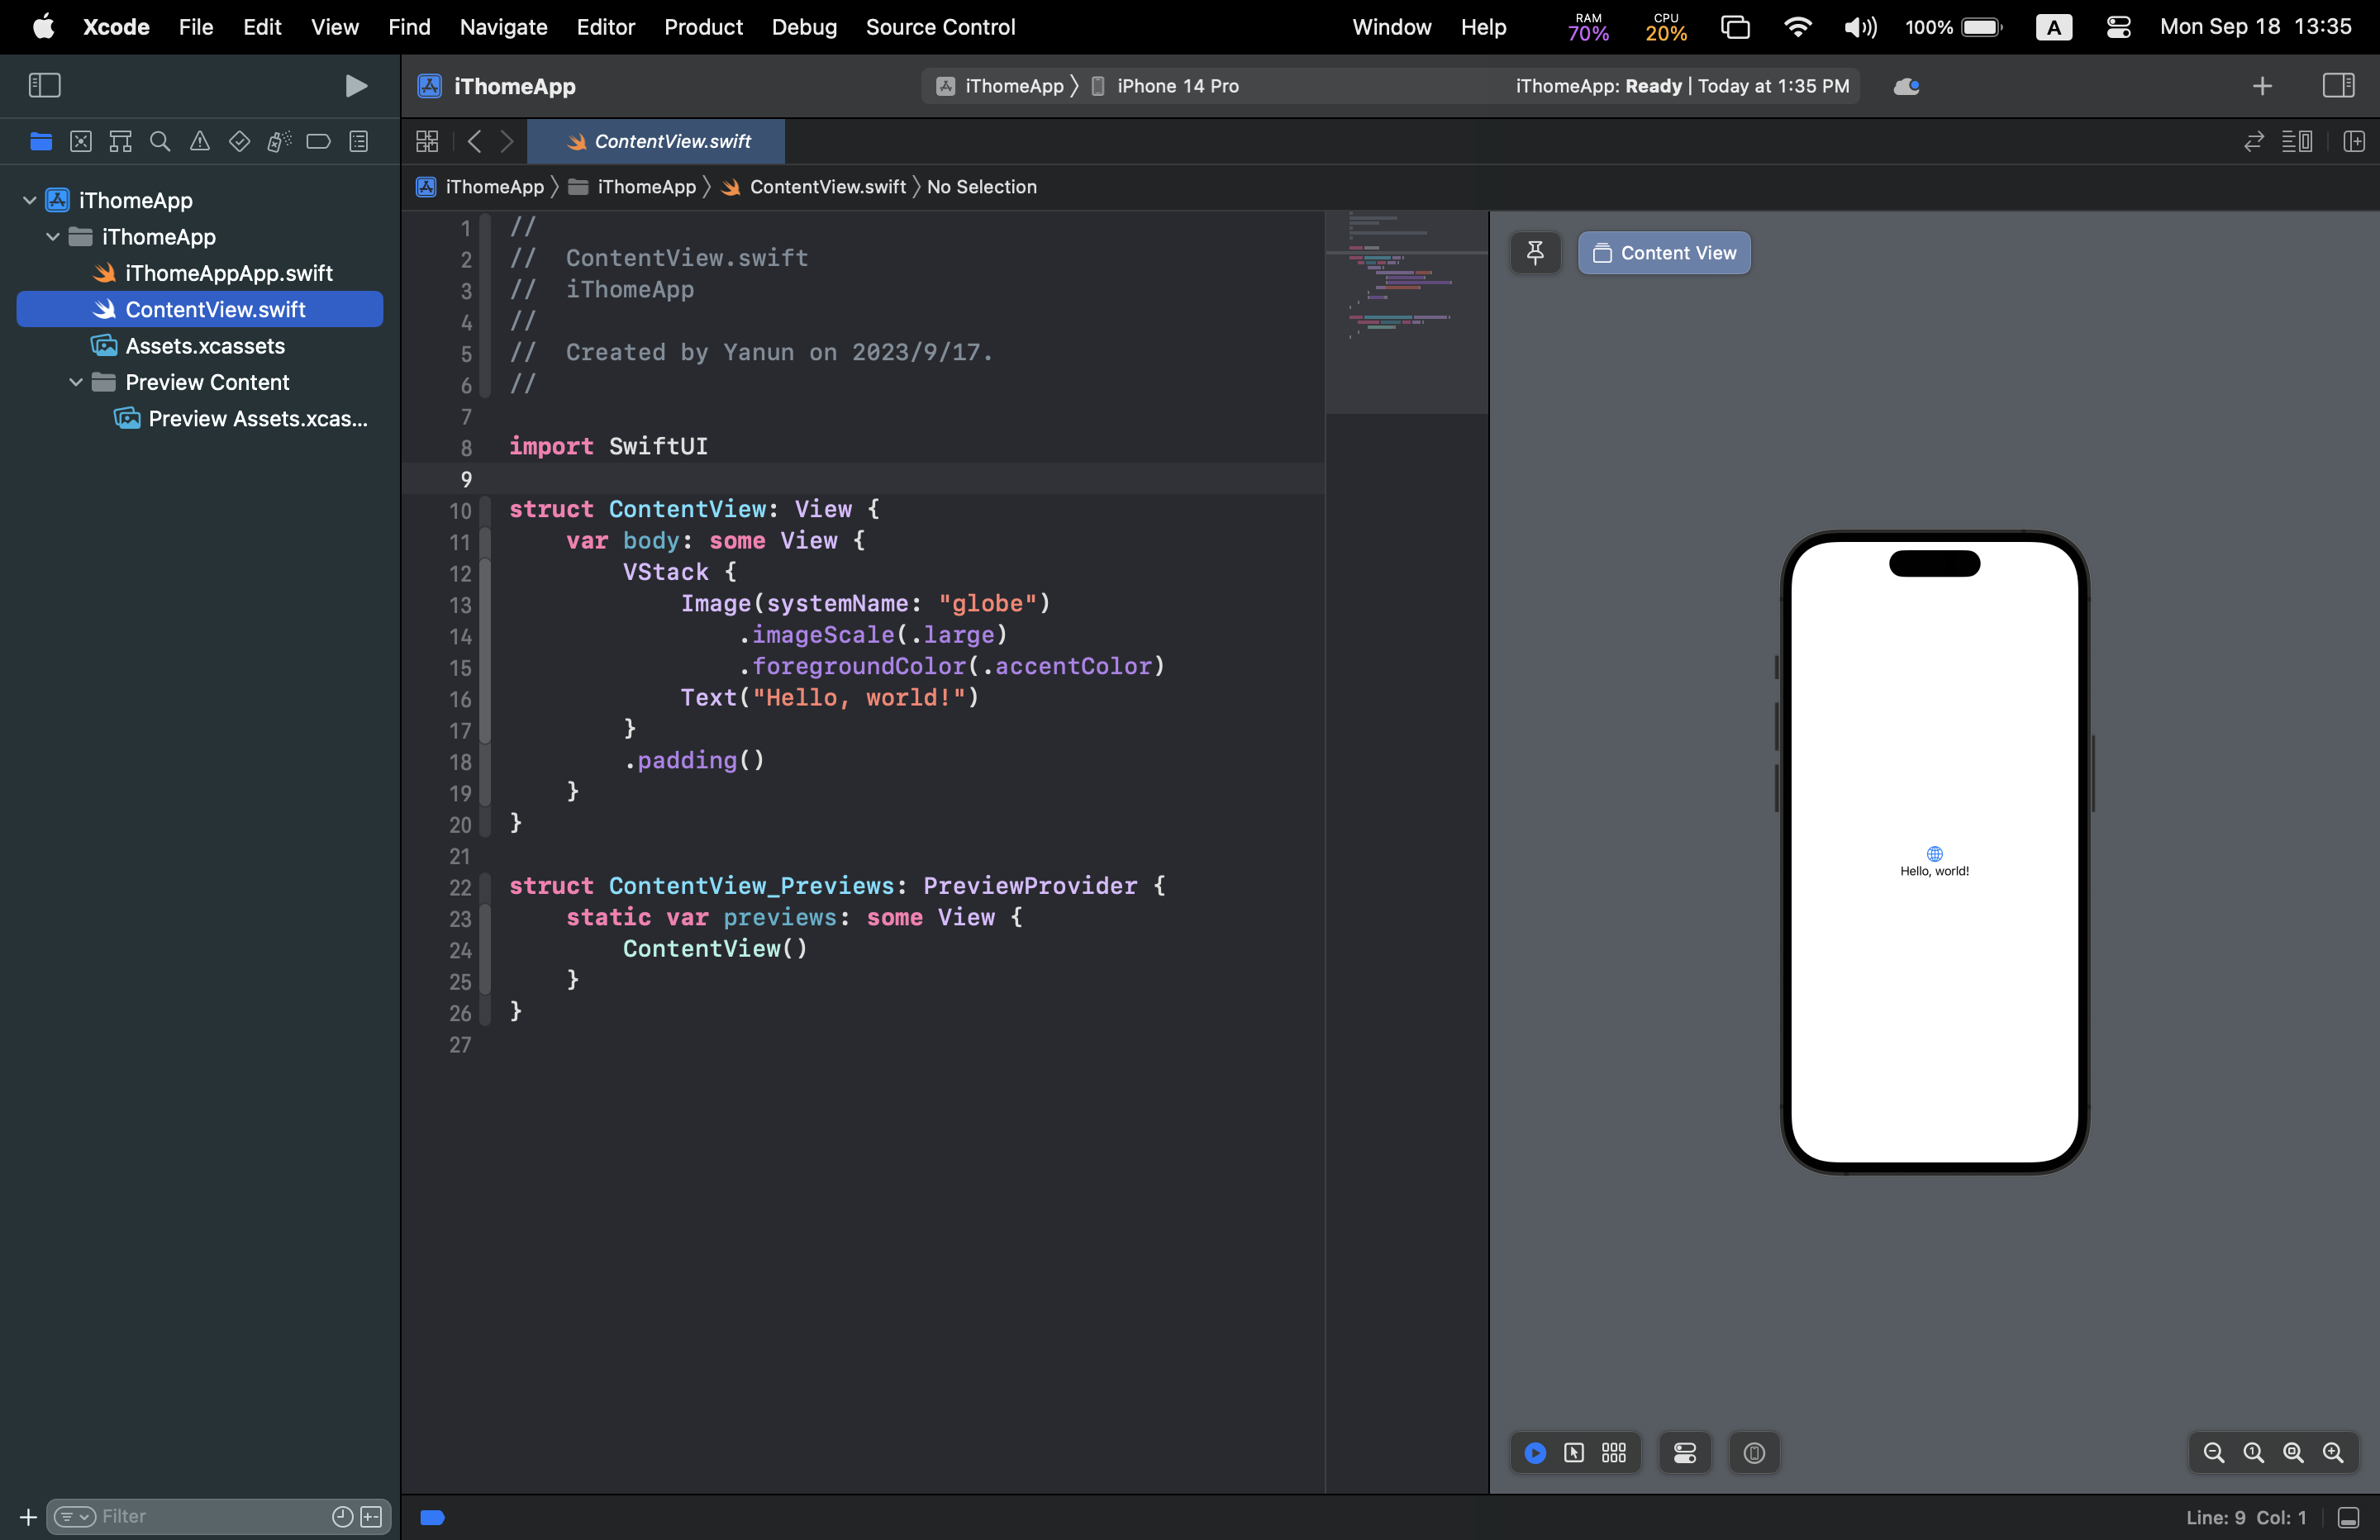 Xcode File Edit View Find Navigate Editor Product Debug Source Control Window Help RAM 70% CPU 20% 100% A Mon Sep 18 13:35
iThomeApp iThomeApp iPhone 14 Pro iThomeApp: Ready | Today at 1:35 PM
ContentView.swift
iThomeApp iThomeApp ContentView.swift No Selection
iThomeApp
iThomeApp
iThomeAppApp.swift
ContentView.swift
Assets.xcassets
Preview Content
Preview Assets.xcas...
1 //
2 //  ContentView.swift
3 //  iThomeApp
4 //
5 //  Created by Yanun on 2023/9/17.
6 //
7
8 import SwiftUI
9
10 struct ContentView: View {
11     var body: some View {
12         VStack {
13             Image(systemName: "globe")
14                 .imageScale(.large)
15                 .foregroundColor(.accentColor)
16             Text("Hello, world!")
17         }
18         .padding()
19     }
20 }
21
22 struct ContentView_Previews: PreviewProvider {
23     static var previews: some View {
24         ContentView()
25     }
26 }
27
Content View
Hello, world!
Filter
Line: 9 Col: 1